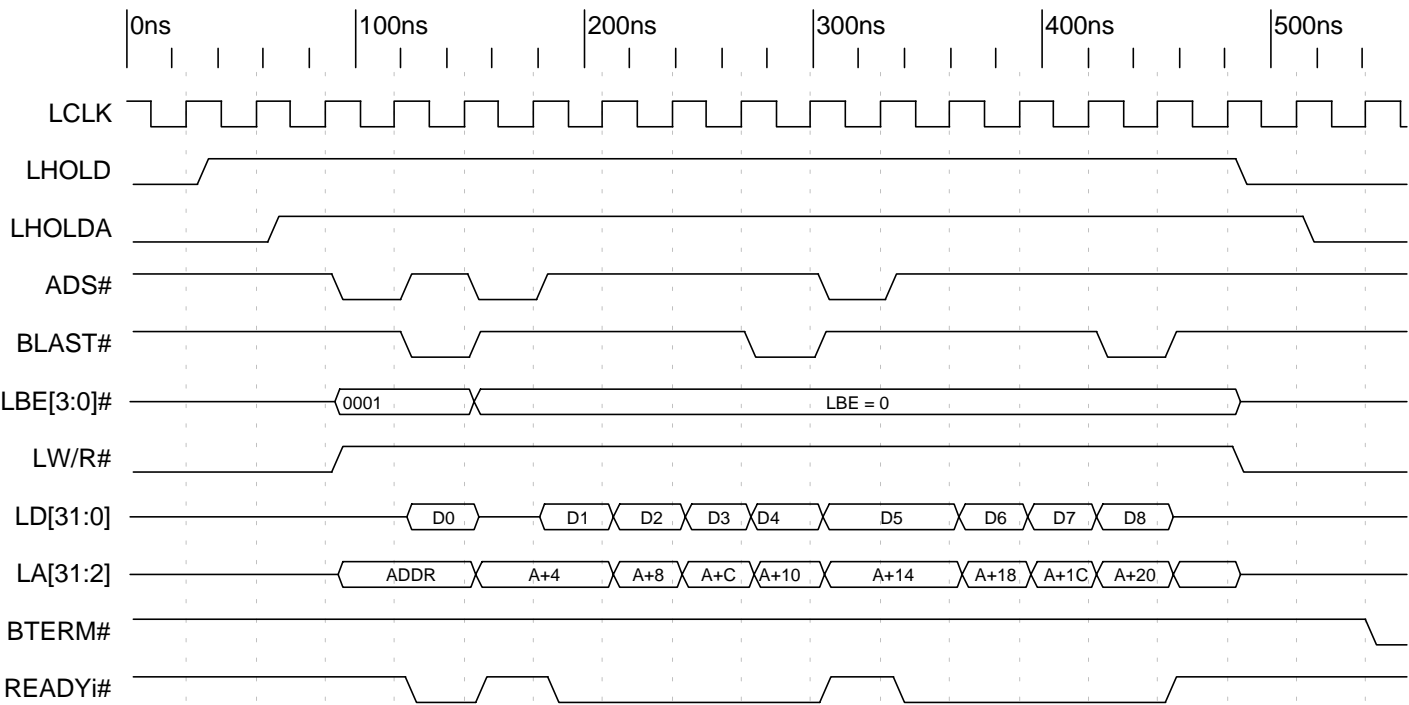 0ns 100ns 200ns 300ns 400ns 500ns
LCLK
LHOLD
LHOLDA
ADS#
BLAST#
LBE[3:0]# 0001 LBE = 0
LW/R#
LD[31:0] D0 D1 D2 D3 D4 D5 D6 D7 D8
LA[31:2] ADDR A+4 A+8 A+C A+10 A+14 A+18 A+1C A+20
BTERM#
READYi#